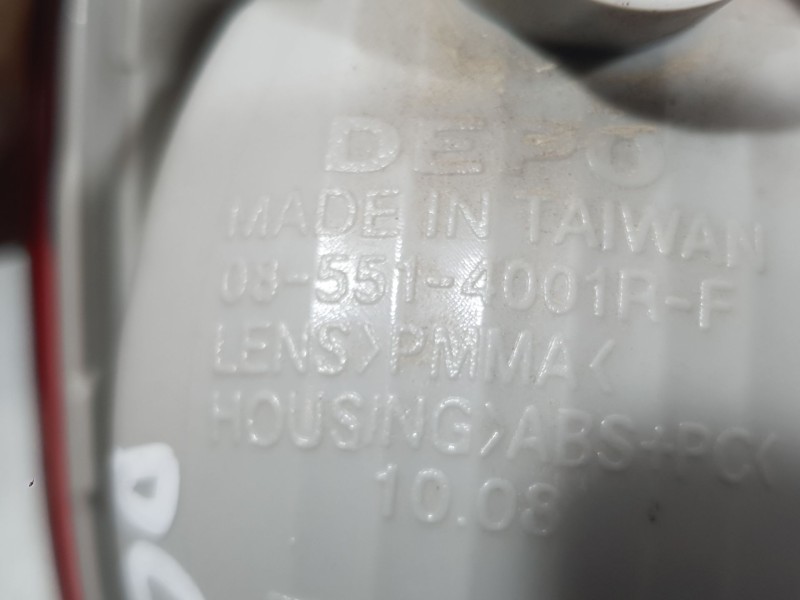 DEPO
MADE IN TAIWAN
08-551-4001R-F
LENS>PMMA<
HOUSING>ABS+PC<
10.08